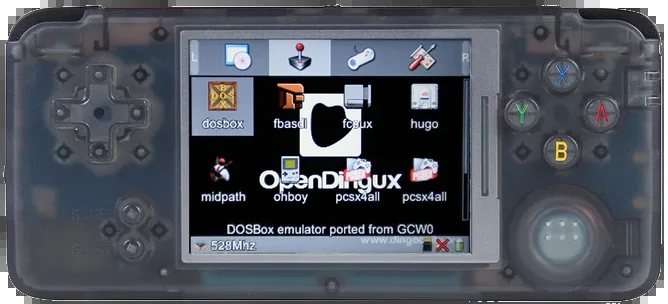 L R
dosbox fbasdl fceux hugo
OpenDingux
midpath ohboy pcsx4all pcsx4all
DOSBox emulator ported from GCW0
528Mhz
X
Y A
B